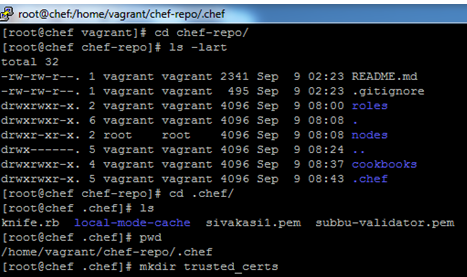 root@chef/home/vagrant/chef-repo/.chef
[root@chef vagrant]# cd chef-repo/
[root@chef chef-repo]# ls -lart
total 32
-rw-rw-r--. 1 vagrant vagrant 2341 Sep  9 02:23 README.md
-rw-rw-r--. 1 vagrant vagrant  495 Sep  9 02:23 .gitignore
drwxrwxr-x. 2 vagrant vagrant 4096 Sep  9 08:00 roles
drwxrwxr-x. 6 vagrant vagrant 4096 Sep  9 08:08 .
drwxr-xr-x. 2 root    root    4096 Sep  9 08:08 nodes
drwx------. 5 vagrant vagrant 4096 Sep  9 08:24 ..
drwxrwxr-x. 4 vagrant vagrant 4096 Sep  9 08:37 cookbooks
drwxrwxr-x. 5 vagrant vagrant 4096 Sep  9 08:43 .chef
[root@chef chef-repo]# cd .chef/
[root@chef .chef]# ls
knife.rb  local-mode-cache  sivakasi1.pem  subbu-validator.pem
[root@chef .chef]# pwd
/home/vagrant/chef-repo/.chef
[root@chef .chef]# mkdir trusted_certs